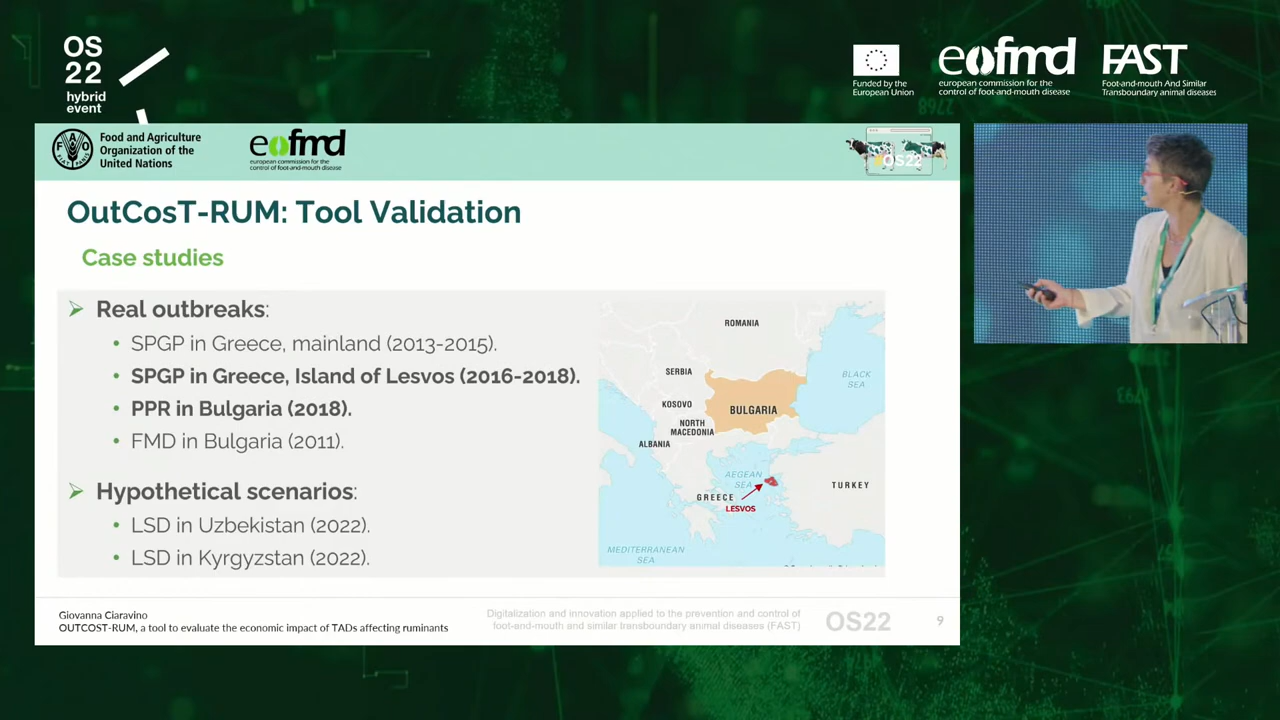 OS
22
hybrid
event
Funded by the
European Union
eofmd
european commission for the
control of foot-and-mouth disease
FAST
Foot-and-mouth And Similar
Transboundary animal diseases
Food and Agriculture
Organization of the
United Nations
eofmd
european commission for the
control of foot-and-mouth disease
#OS22
OutCosT-RUM: Tool Validation
Case studies
➢ Real outbreaks:
• SPGP in Greece, mainland (2013-2015).
• SPGP in Greece, Island of Lesvos (2016-2018).
• PPR in Bulgaria (2018).
• FMD in Bulgaria (2011).
➢ Hypothetical scenarios:
• LSD in Uzbekistan (2022).
• LSD in Kyrgyzstan (2022).
ROMANIA
SERBIA
BLACK
SEA
KOSOVO
BULGARIA
NORTH
MACEDONIA
ALBANIA
AEGEAN
SEA
TURKEY
GREECE
LESVOS
MEDITERRANEAN
SEA
Giovanna Ciaravino
OUTCOST-RUM, a tool to evaluate the economic impact of TADs affecting ruminants
Digitalization and innovation applied to the prevention and control of
foot-and-mouth and similar transboundary animal diseases (FAST)
OS22
9